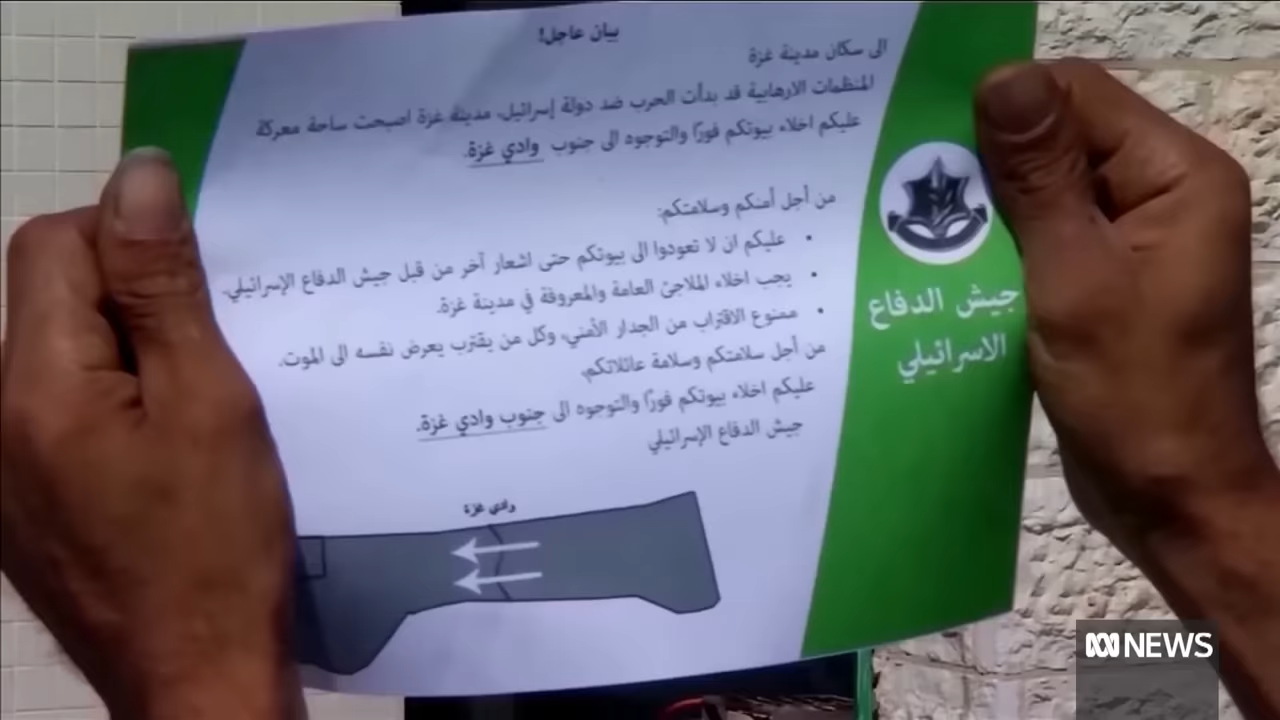 بيان عاجل!
الى سكان مدينة غزة
المنظمات الارهابية قد بدأت الحرب ضد دولة إسرائيل، مدينة غزة اصبحت ساحة معركة
عليكم اخلاء بيوتكم فورًا والتوجوه الى جنوب وادي غزة.
من أجل أمنكم وسلامتكم:
• عليكم ان لا تعودوا الى بيوتكم حتى اشعار آخر من قبل جيش الدفاع الإسرائيلي.
• يجب اخلاء الملاجئ العامة والمعروفة في مدينة غزة.
• ممنوع الاقتراب من الجدار الأمني، وكل من يقترب يعرض نفسه الى الموت.
من أجل سلامتكم وسلامة عائلاتكم،
عليكم اخلاء بيوتكم فورًا والتوجوه الى جنوب وادي غزة.
جيش الدفاع الإسرائيلي
وادي غزة
جيش الدفاع
الاسرائيلي
NEWS